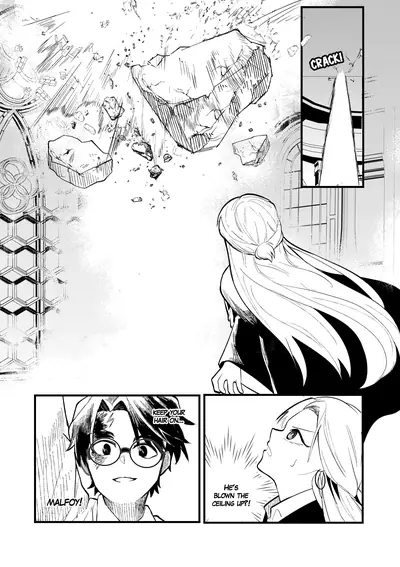 CRACK!
HE'S
BLOWN
THE
CEILING UP?!
KEEP YOUR
HAIR ON...
MALFOY!